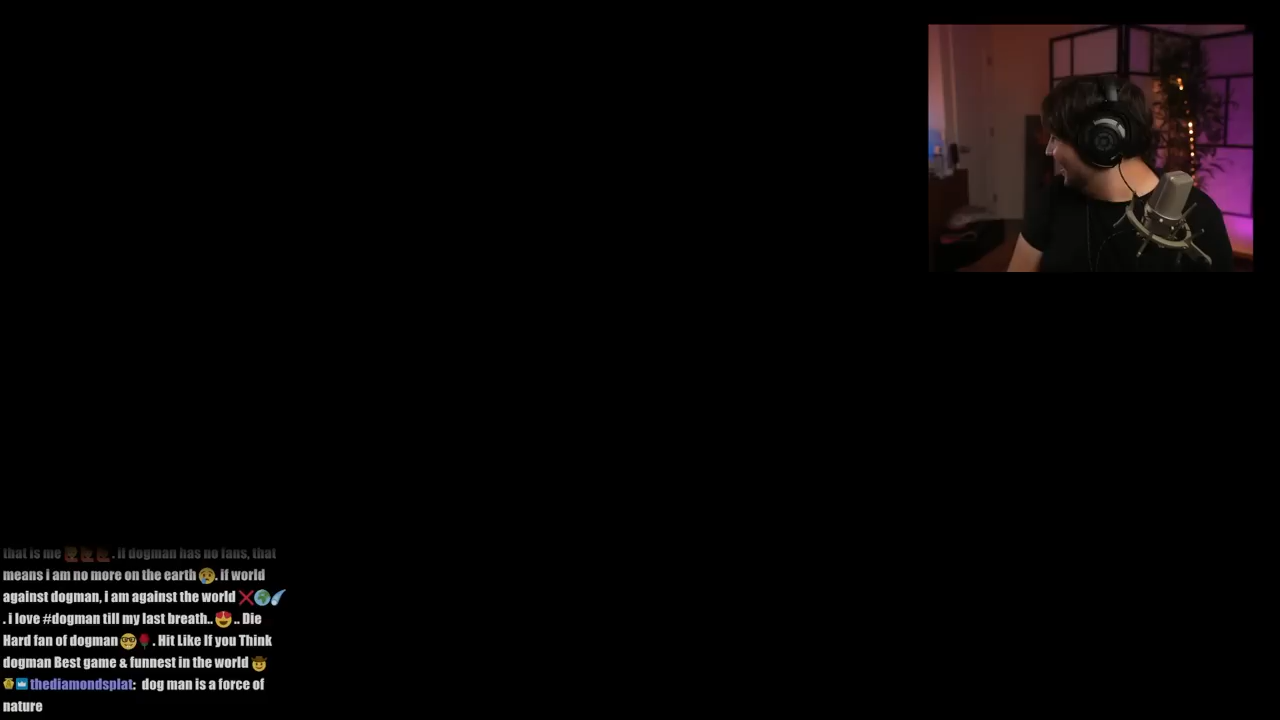 that is me . if dogman has no fans, that
means i am no more on the earth 😢. if world
against dogman, i am against the world ❌🌍☄️
. i love #dogman till my last breath.. 😍.. Die
Hard fan of dogman 🤓🌹. Hit Like If you Think
dogman Best game & funnest in the world 🤠
thediamondsplat: dog man is a force of
nature